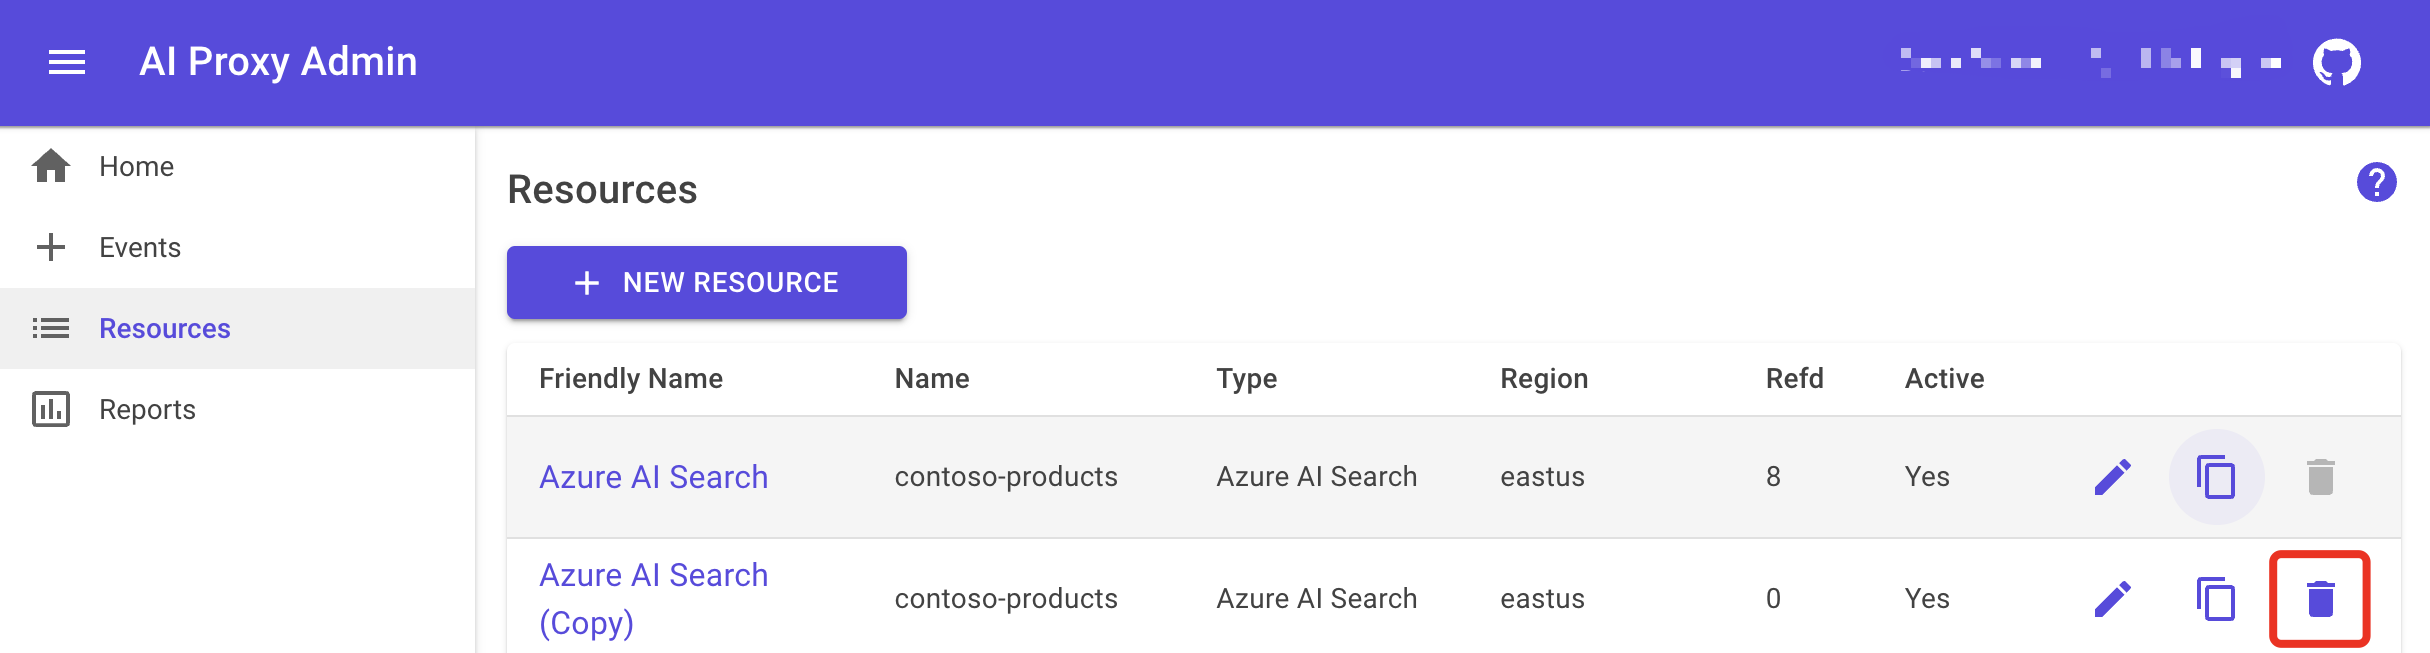 AI Proxy Admin
Home
Events
Resources
Reports
Resources
?
+ NEW RESOURCE
Friendly Name Name Type Region Refd Active
Azure AI Search contoso-products Azure AI Search eastus 8 Yes
Azure AI Search
(Copy) contoso-products Azure AI Search eastus 0 Yes